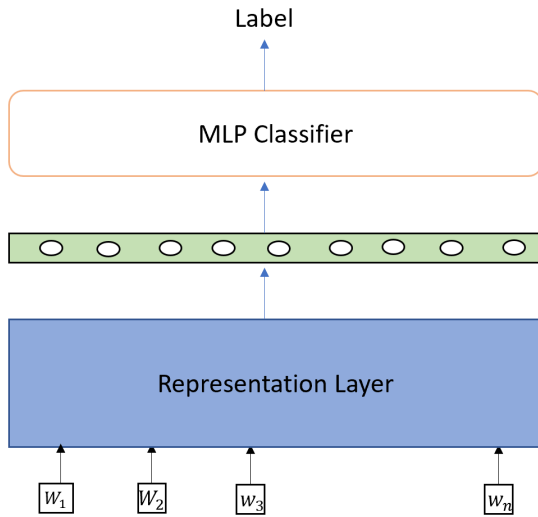 Label
MLP Classifier
Representation Layer
W₁ W₂ w₃ wₙ